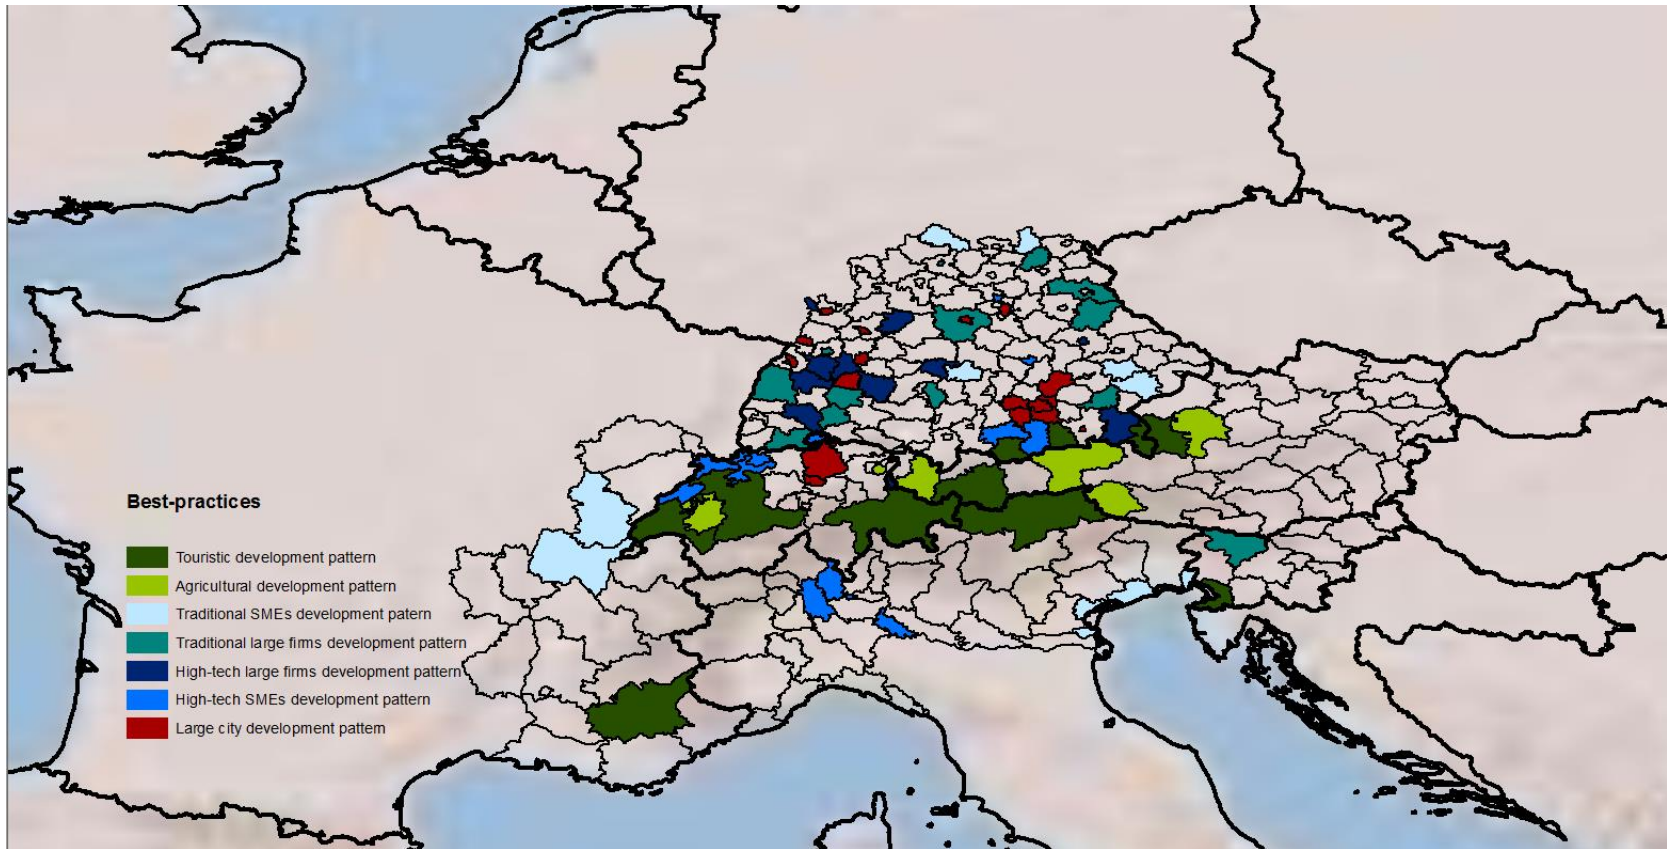 Best-practices
Touristic development pattern
Agricultural development pattern
Traditional SMEs development patern
Traditional large firms development pattern
High-tech large firms development pattern
High-tech SMEs development pattern
Large city development pattern